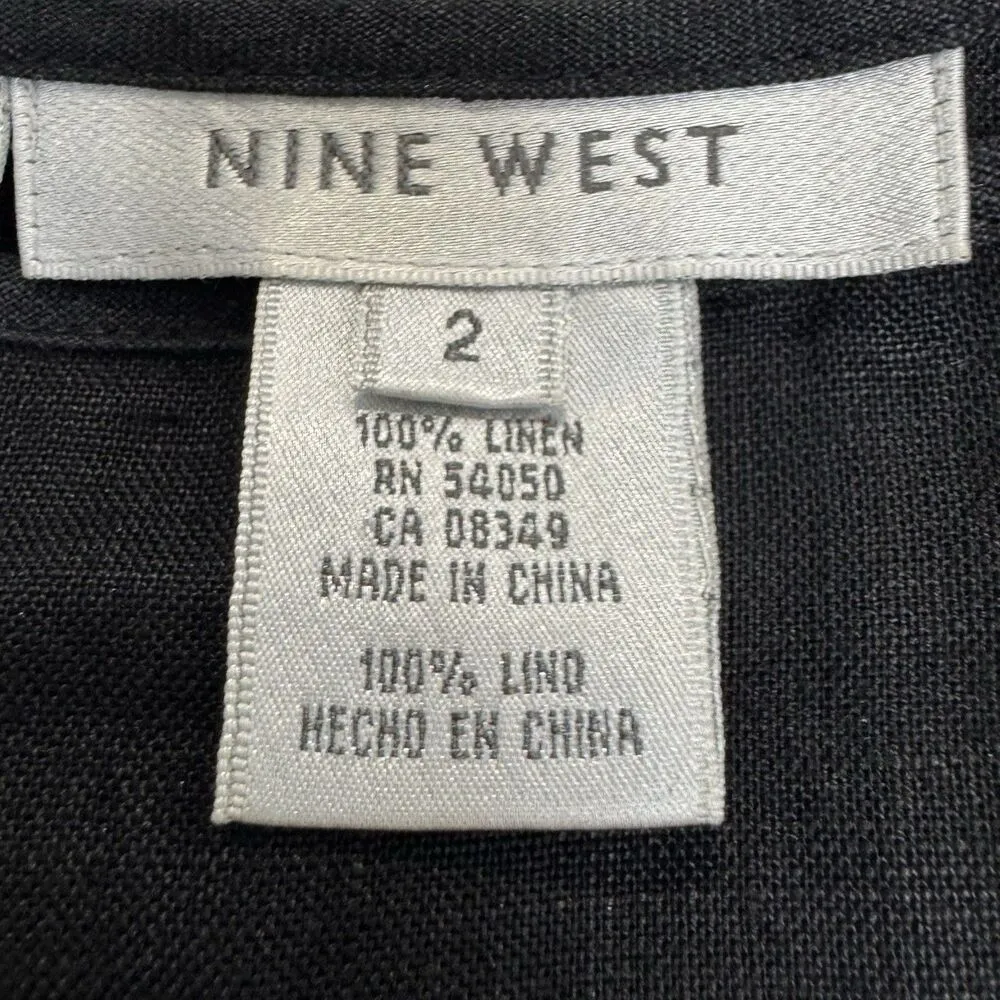 NINE WEST
2
100% LINEN
RN 54050
CA 08349
MADE IN CHINA
100% LINO
HECHO EN CHINA